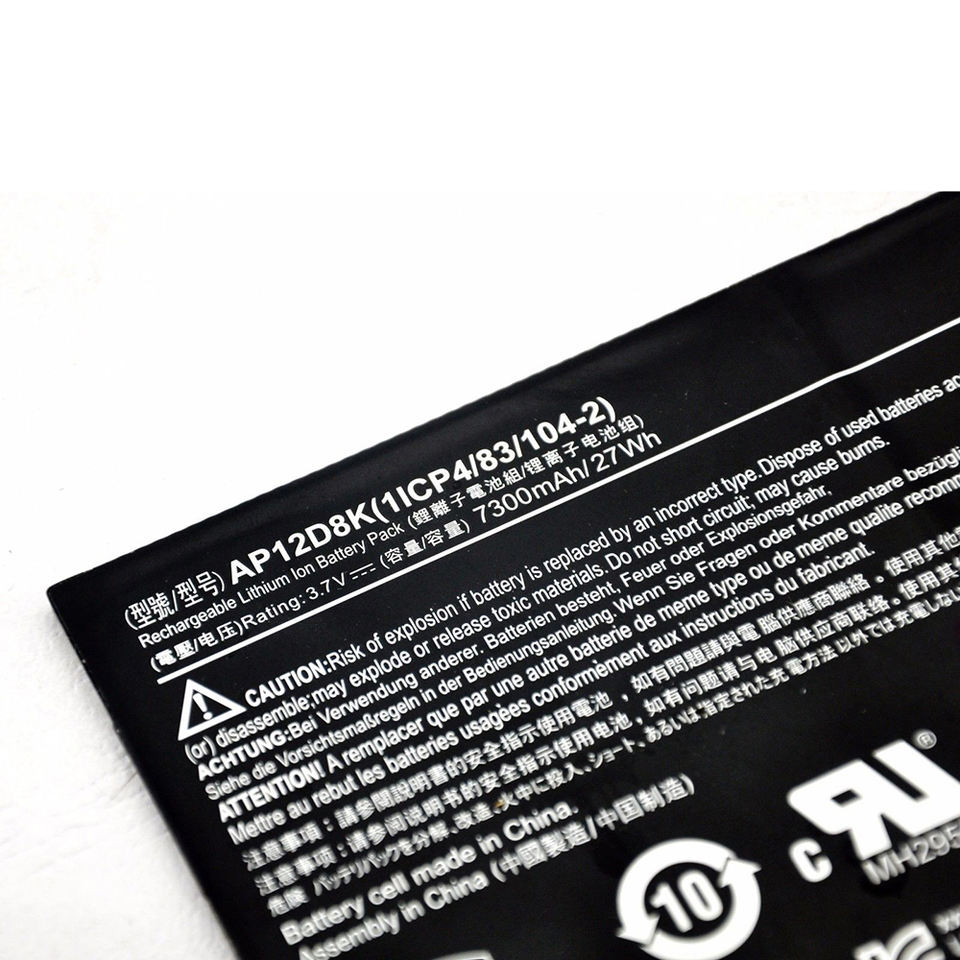 (型號/型号) AP12D8K(1ICP4/83/104-2)
Rechargeable Lithium Ion Battery Pack (鋰離子電池組/锂离子电池组)
(電壓/电压)Rating: 3.7V⎓ (容量/容量) 7300mAh/ 27Wh
CAUTION:Risk of explosion if battery is replaced by an incorrect type.Dispose of used batteries
(or) disassemble;may explode or release toxic materials. Do not short circuit; may cause burns.
ACHTUNG:Bei Verwendung anderer. Batterien besteht, Feuer oder Explosionsgefahr,
Siehe die Vorsichtsmaßregeln in der Bedienungsanleitung.Wenn Sie Fragen oder Kommentare
ATTENTION! A remplacer que par une autre batterie de meme type ou de meme qualite
Mettre au rebut les batteries usagées conformément aux instructions du fabricant.
注意事項：請參閱說明書的安全指示使用電池，如有問題請與電腦供應商聯絡。使用其他
注意事项：请参阅说明书的安全指示使用电池，如有问题请与电脑供应商联络。使用其
危険 バッテリパックを分解、改造、火中に投入、ショート、あるいは指定された充電方法以外では充電しない
Battery cell made in China.
Assembly in China (中國製造/中国制造)
10
C UR ®
MH295